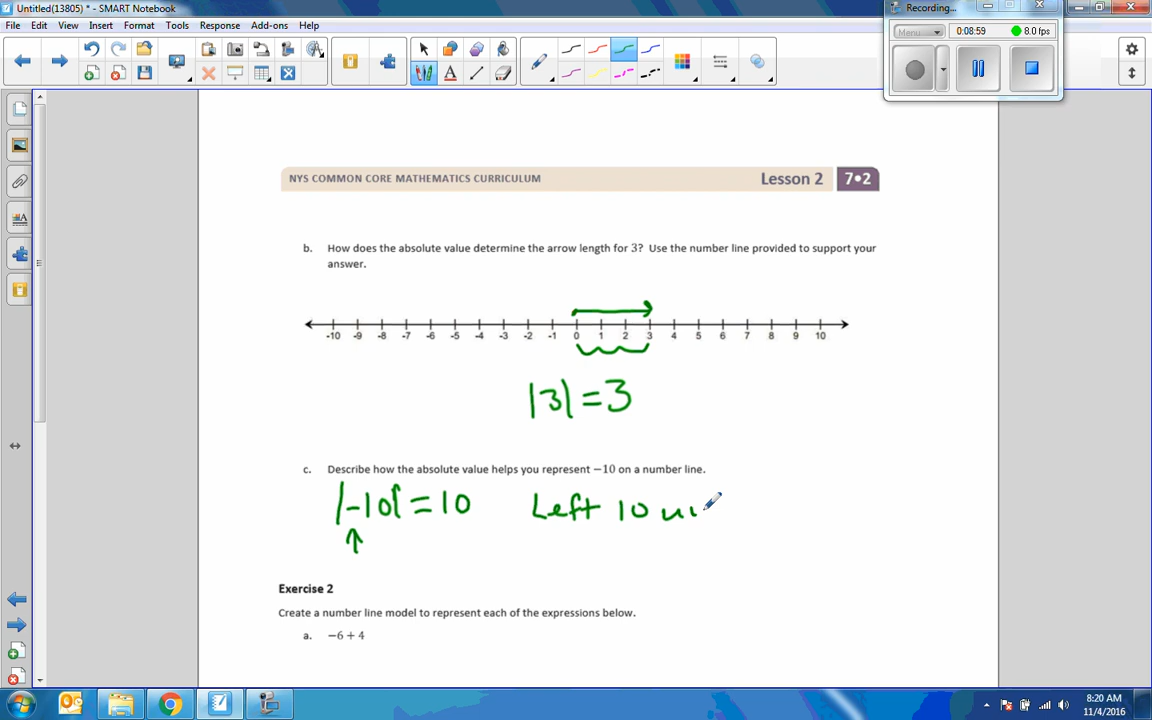 Untitled(13805) * - SMART Notebook
Recording...
File Edit View Insert Format Tools Response Add-ons Help
Menu 0:08:59 8.0 fps
NYS COMMON CORE MATHEMATICS CURRICULUM Lesson 2 7•2
b. How does the absolute value determine the arrow length for 3? Use the number line provided to support your
answer.
-10 -9 -8 -7 -6 -5 -4 -3 -2 -1 0 1 2 3 4 5 6 7 8 9 10
|3| = 3
c. Describe how the absolute value helps you represent −10 on a number line.
|-10| = 10 Left 10 uni
Exercise 2
Create a number line model to represent each of the expressions below.
a. −6 + 4
8:20 AM
11/4/2016